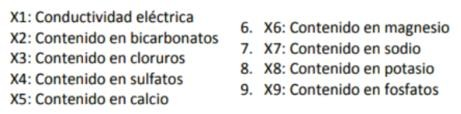 X1: Conductividad eléctrica
X2: Contenido en bicarbonatos
X3: Contenido en cloruros
X4: Contenido en sulfatos
X5: Contenido en calcio
6. X6: Contenido en magnesio
7. X7: Contenido en sodio
8. X8: Contenido en potasio
9. X9: Contenido en fosfatos